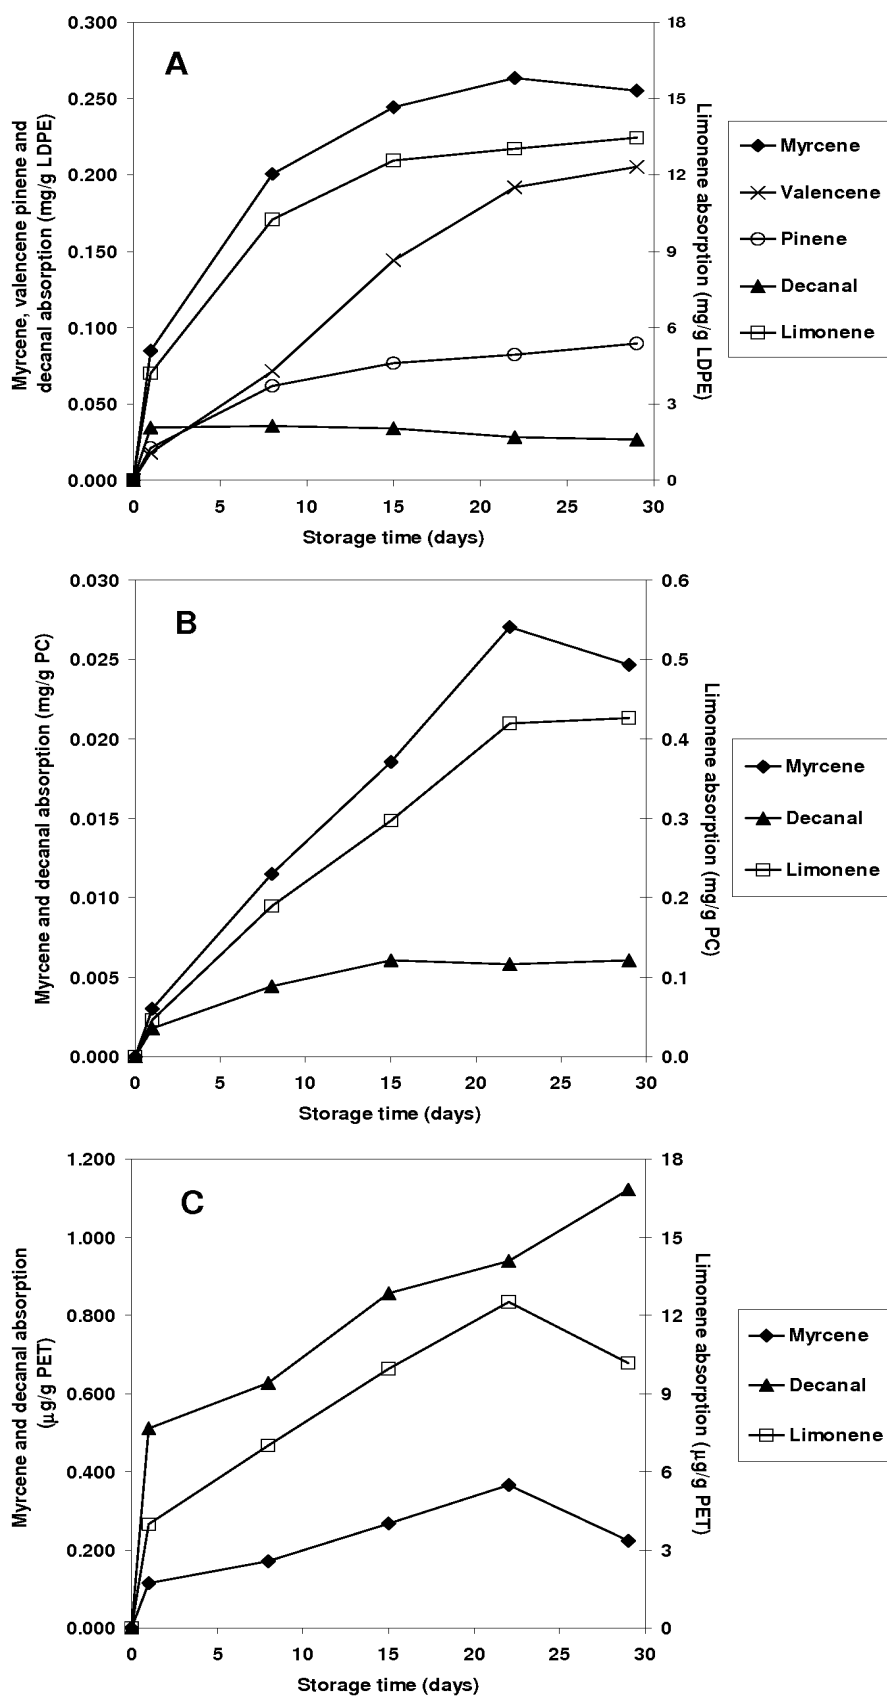 A
Myrcene, valencene pinene and
decanal absorption (mg/g LDPE)
0.300
0.250
0.200
0.150
0.100
0.050
0.000
18
15
12
9
6
3
0
Limonene absorption (mg/g LDPE)
0 5 10 15 20 25 30
Storage time (days)
Myrcene
Valencene
Pinene
Decanal
Limonene
B
Myrcene and decanal absorption (mg/g PC)
0.030
0.025
0.020
0.015
0.010
0.005
0.000
0.6
0.5
0.4
0.3
0.2
0.1
0.0
Limonene absorption (mg/g PC)
0 5 10 15 20 25 30
Storage time (days)
Myrcene
Decanal
Limonene
C
Myrcene and decanal absorption
(µg/g PET)
1.200
1.000
0.800
0.600
0.400
0.200
0.000
18
15
12
9
6
3
0
Limonene absorption (µg/g PET)
0 5 10 15 20 25 30
Storage time (days)
Myrcene
Decanal
Limonene